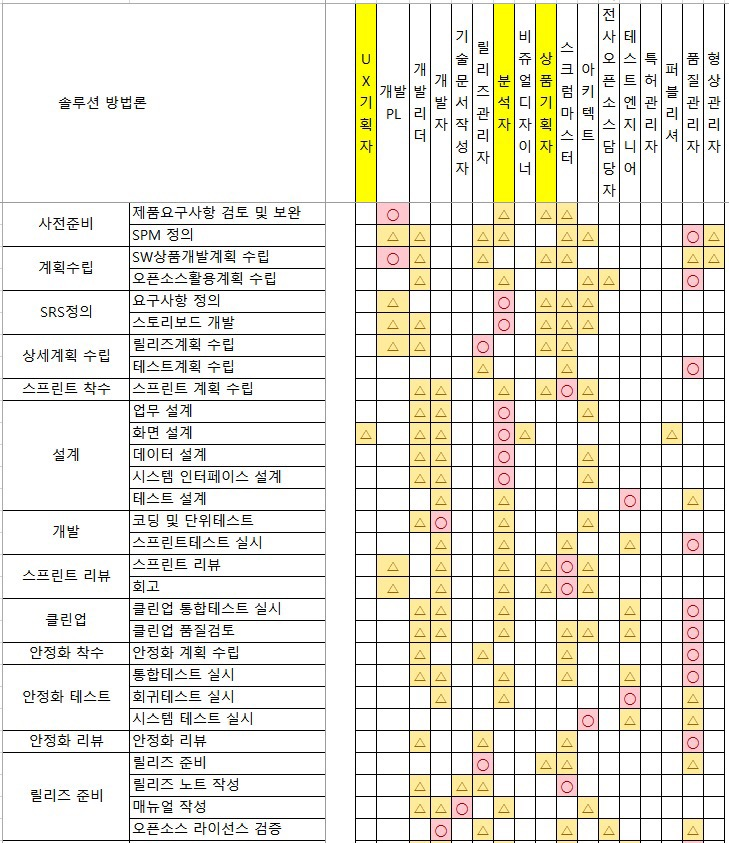 솔루션 방법론
UX기획자
개발PL
개발리더
개발자
기술문서작성자
릴리즈관리자
분석자
비쥬얼디자이너
상품기획자
스크럼마스터
아키텍트
전사오픈소스담당자
테스트엔지니어
특허관리자
퍼블리셔
품질관리자
형상관리자
사전준비
제품요구사항 검토 및 보완 ○ △ △ △
SPM 정의 △ △ △ △ △ △ ○ △
계획수립
SW상품개발계획 수립 ○ △ △ △ △ △ △
오픈소스활용계획 수립 △ △ △ △ ○
SRS정의
요구사항 정의 △ ○ △ △ △
스토리보드 개발 △ △ ○ △ △ △
상세계획 수립
릴리즈계획 수립 △ △ ○ △ △
테스트계획 수립 △ △ ○
스프린트 착수
스프린트 계획 수립 △ △ △ △ ○ △
설계
업무 설계 △ △ ○ △
화면 설계 △ △ △ ○ △ △
데이터 설계 △ △ ○ △
시스템 인터페이스 설계 △ △ ○ △
테스트 설계 △ △ ○ △
개발
코딩 및 단위테스트 △ ○ △ △
스프린트테스트 실시 △ △ △ △ ○
스프린트 리뷰
스프린트 리뷰 △ △ △ △ ○ △
회고 △ △ △ △ ○ △
클린업
클린업 통합테스트 실시 △ △ △ △ ○
클린업 품질검토 △ △ △ △ △ △ ○
안정화 착수
안정화 계획 수립 △ △ △ ○
안정화 테스트
통합테스트 실시 △ △ △ △ △ ○
회귀테스트 실시 △ △ ○ △
시스템 테스트 실시 ○ △ △
안정화 리뷰
안정화 리뷰 △ △ △ ○
릴리즈 준비
릴리즈 준비 ○ △ △ △
릴리즈 노트 작성 △ △ △ ○
매뉴얼 작성 △ △ ○ △ △
오픈소스 라이선스 검증 ○ △ △ △ △